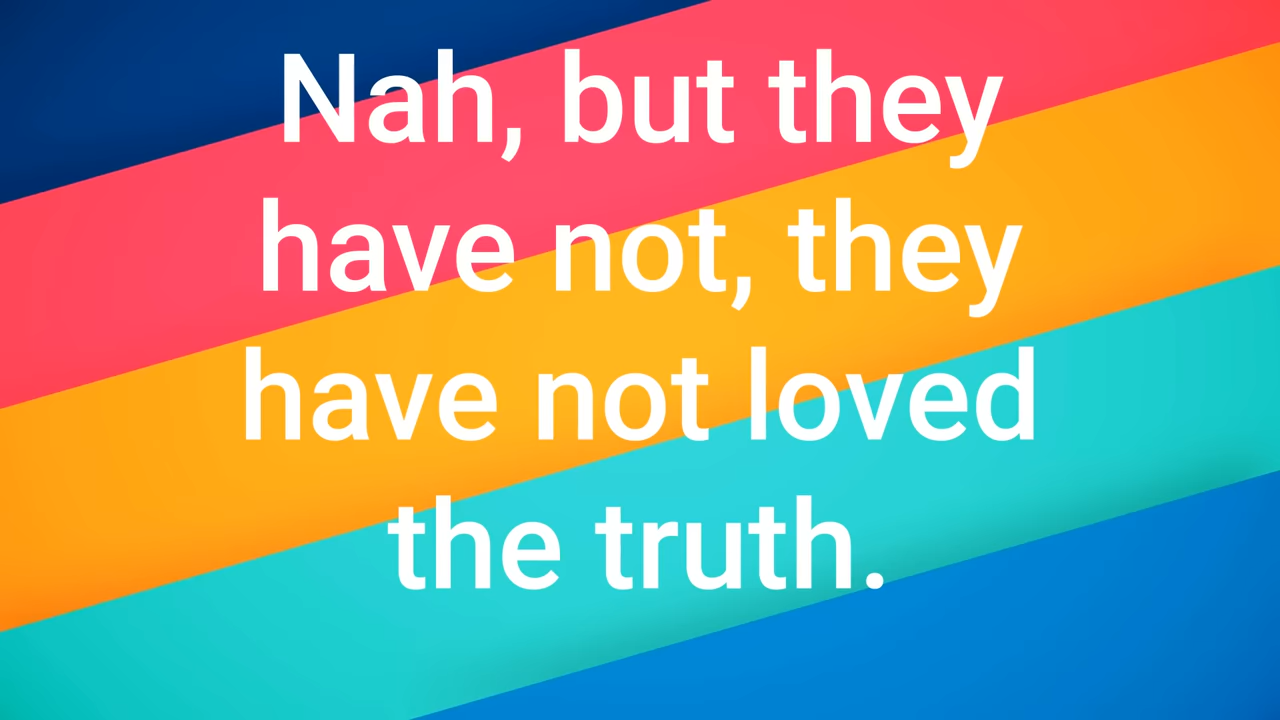 Nah, but they
have not, they
have not loved
the truth.